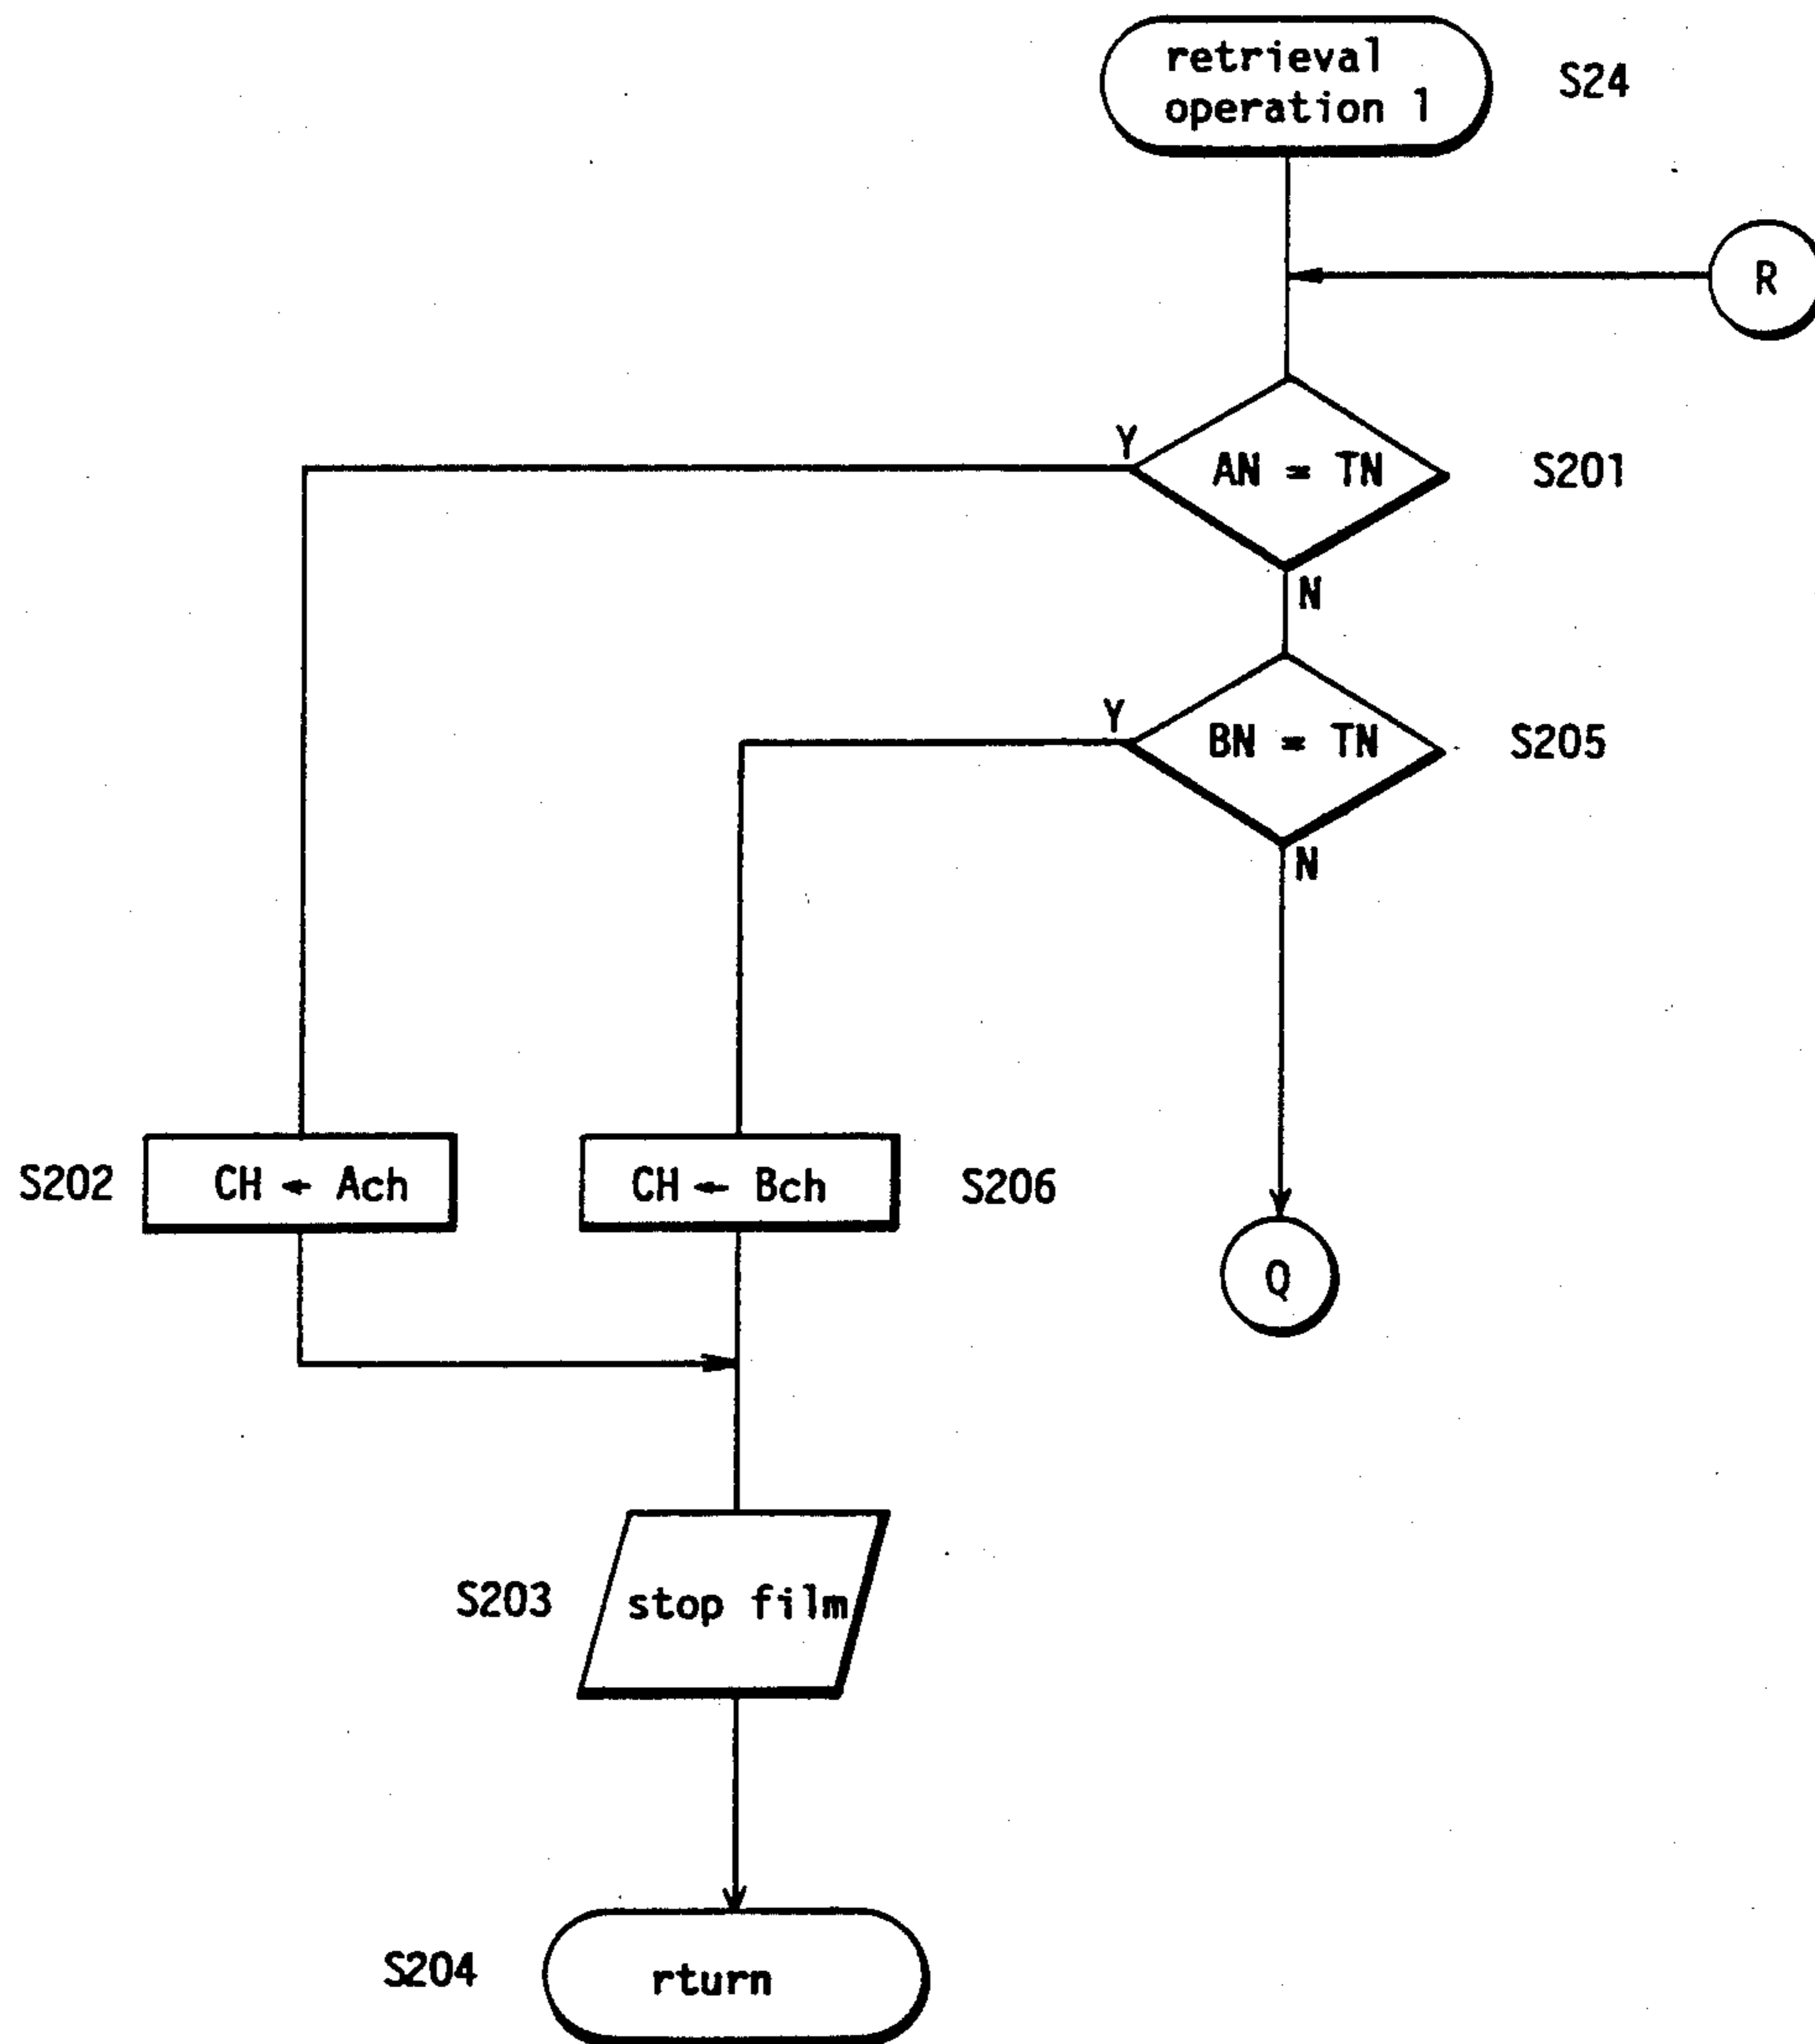 retrieval
operation 1
S24
R
Y
AN = TN
S201
N
Y
BN = TN
S205
N
S202
CH ← Ach
CH ← Bch
S206
Q
S203
stop film
S204
rturn